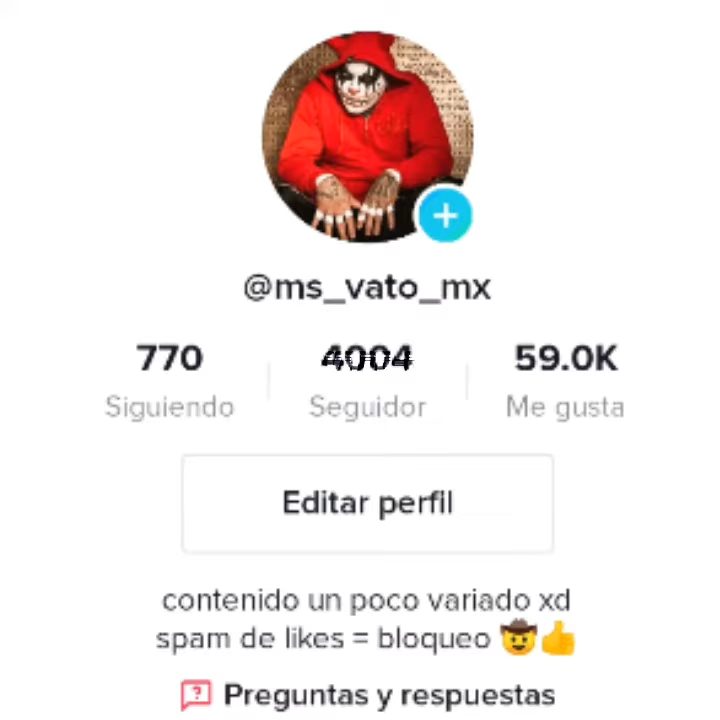 @ms_vato_mx
770 4004 59.0K
Siguiendo Seguidor Me gusta
Editar perfil
contenido un poco variado xd
spam de likes = bloqueo 🤠👍
Preguntas y respuestas